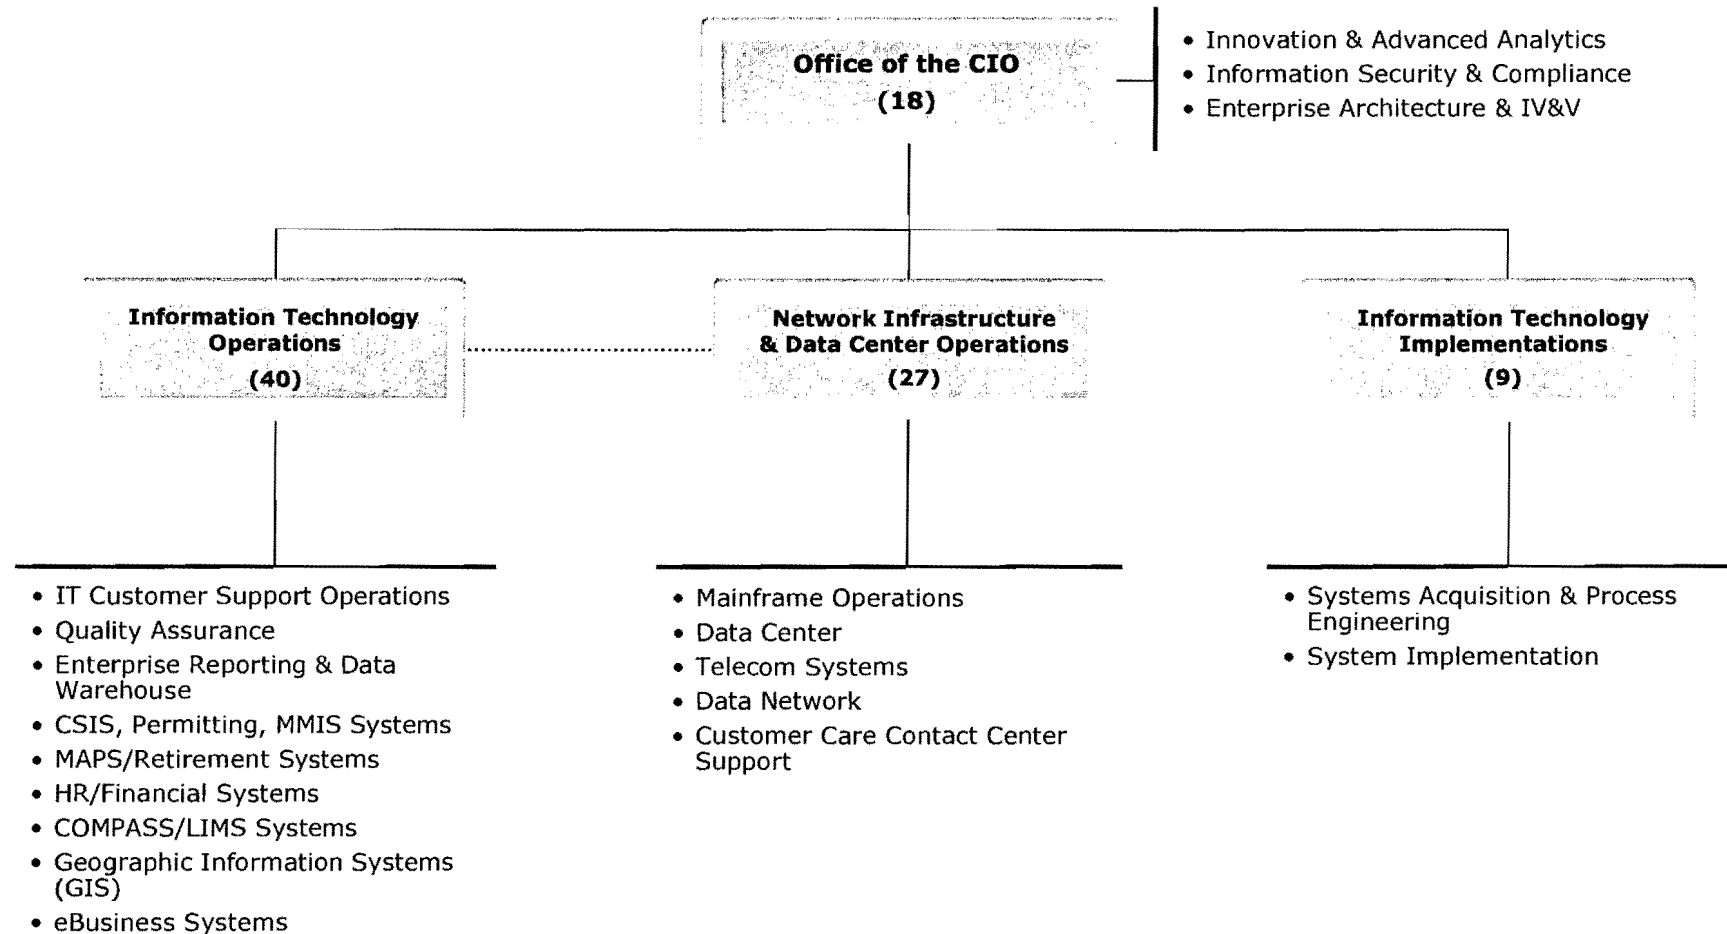 Office of the CIO
(18)
• Innovation & Advanced Analytics
• Information Security & Compliance
• Enterprise Architecture & IV&V
Information Technology
Operations
(40)
Network Infrastructure
& Data Center Operations
(27)
Information Technology
Implementations
(9)
• IT Customer Support Operations
• Quality Assurance
• Enterprise Reporting & Data
Warehouse
• CSIS, Permitting, MMIS Systems
• MAPS/Retirement Systems
• HR/Financial Systems
• COMPASS/LIMS Systems
• Geographic Information Systems
(GIS)
• eBusiness Systems
• Mainframe Operations
• Data Center
• Telecom Systems
• Data Network
• Customer Care Contact Center
Support
• Systems Acquisition & Process
Engineering
• System Implementation